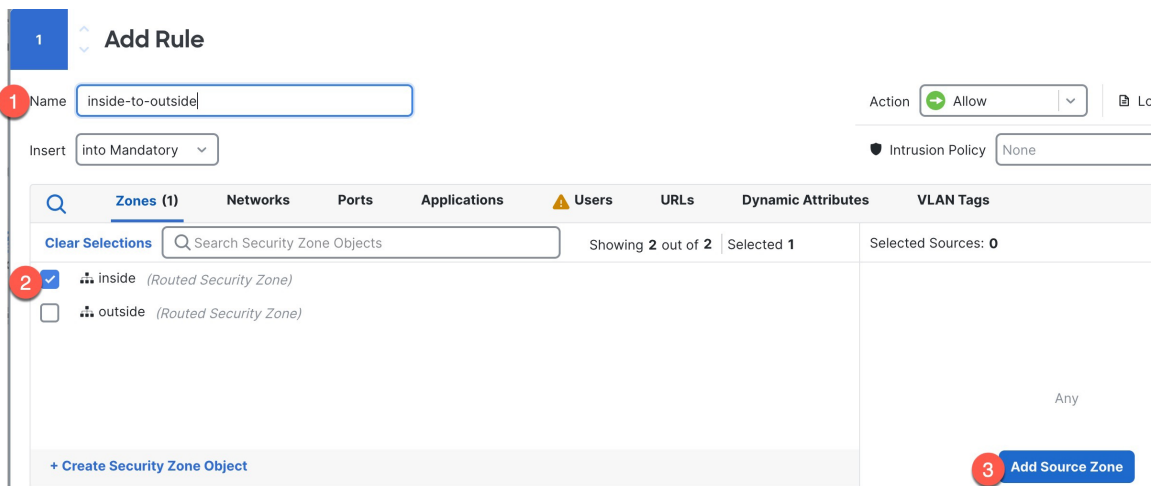 1 Add Rule
1 Name inside-to-outside Action Allow
Insert into Mandatory Intrusion Policy None
Zones (1) Networks Ports Applications Users URLs Dynamic Attributes VLAN Tags
Clear Selections Search Security Zone Objects Showing 2 out of 2 Selected 1 Selected Sources: 0
2 inside (Routed Security Zone)
outside (Routed Security Zone)
Any
+ Create Security Zone Object 3 Add Source Zone